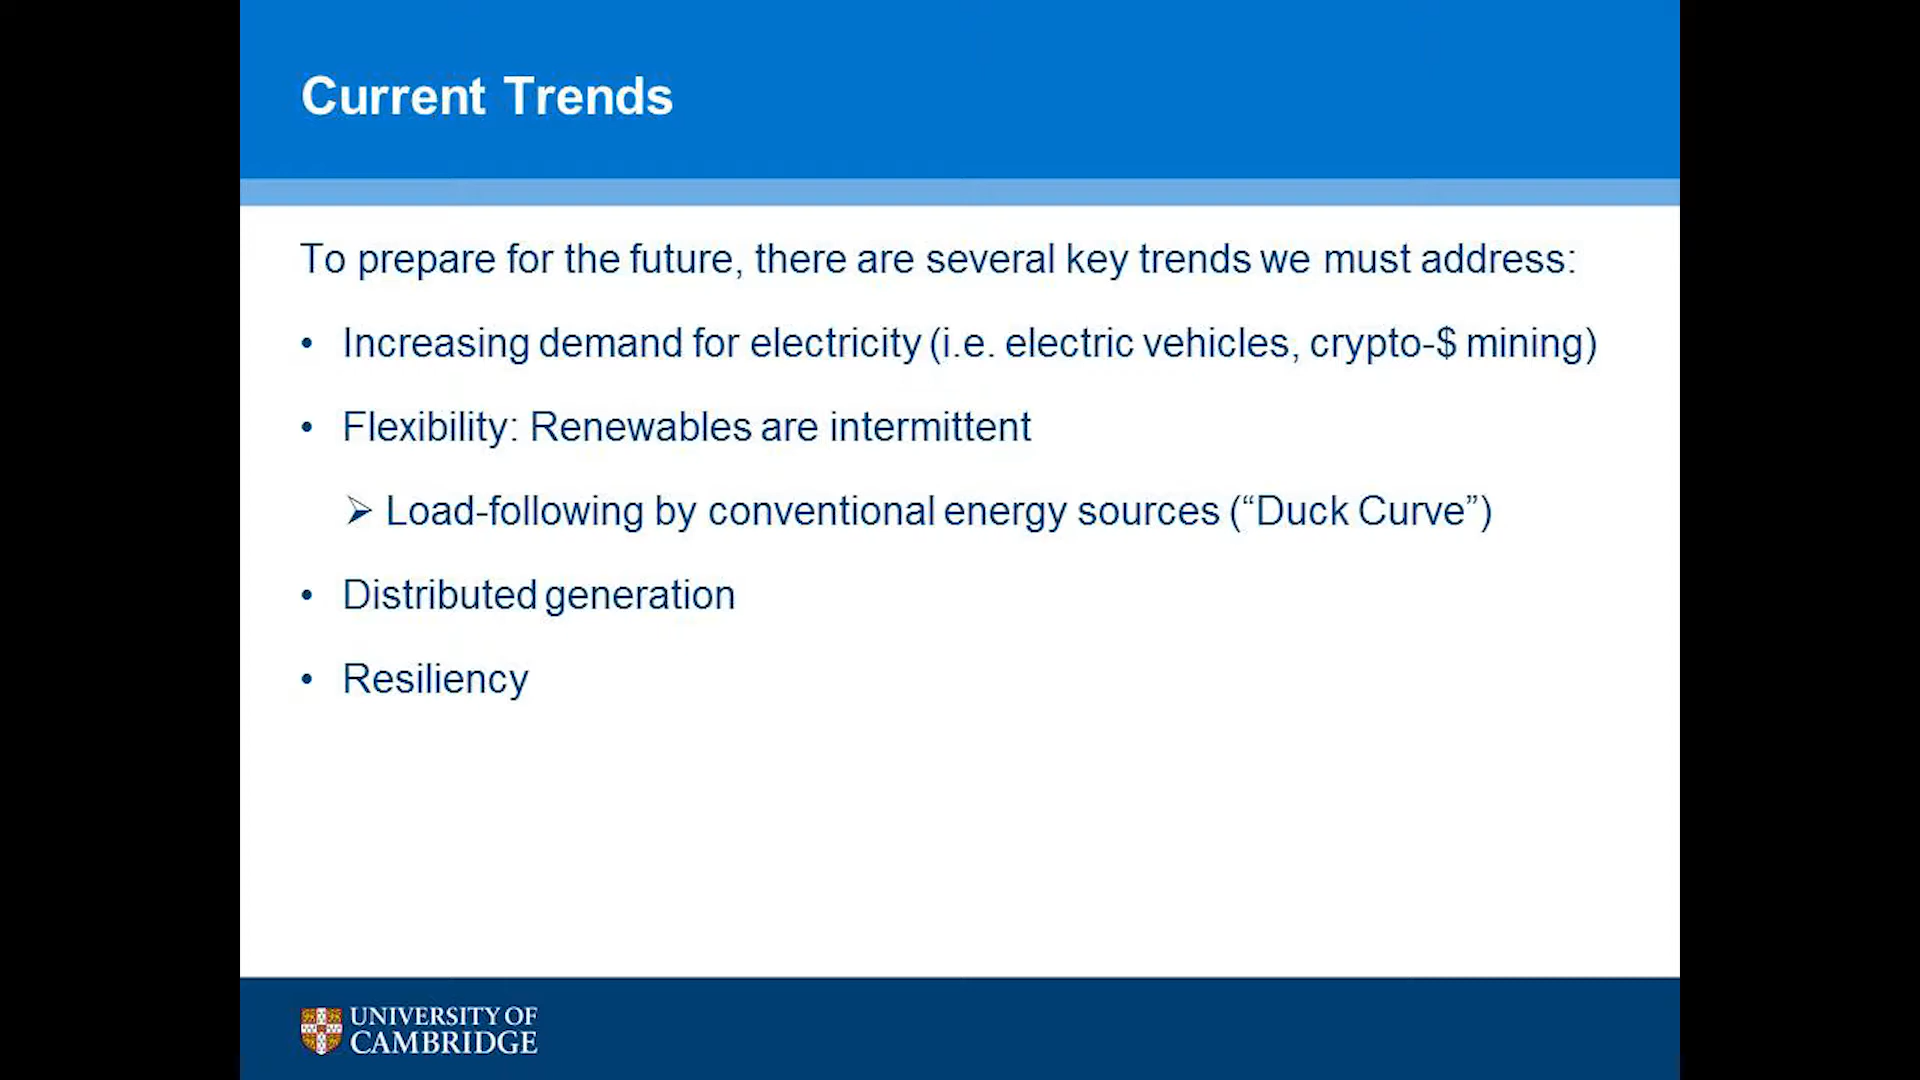 Current Trends
To prepare for the future, there are several key trends we must address:
• Increasing demand for electricity (i.e. electric vehicles, crypto-$ mining)
• Flexibility: Renewables are intermittent
➢ Load-following by conventional energy sources (“Duck Curve”)
• Distributed generation
• Resiliency
UNIVERSITY OF
CAMBRIDGE